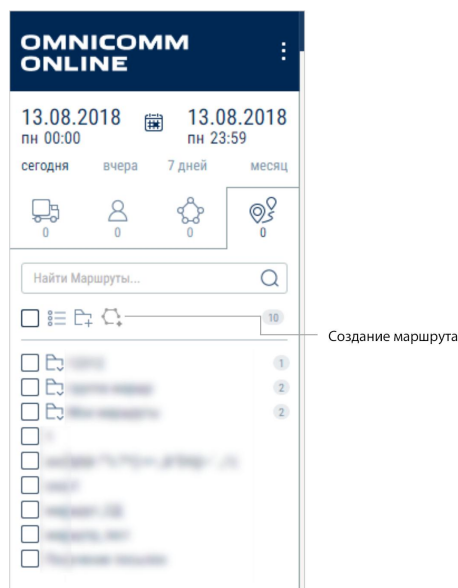 OMNICOMM
ONLINE
13.08.2018 13.08.2018
пн 00:00 пн 23:59
сегодня вчера 7 дней месяц
0 0 0 0
Найти Маршруты...
10
Создание маршрута
1
2
2